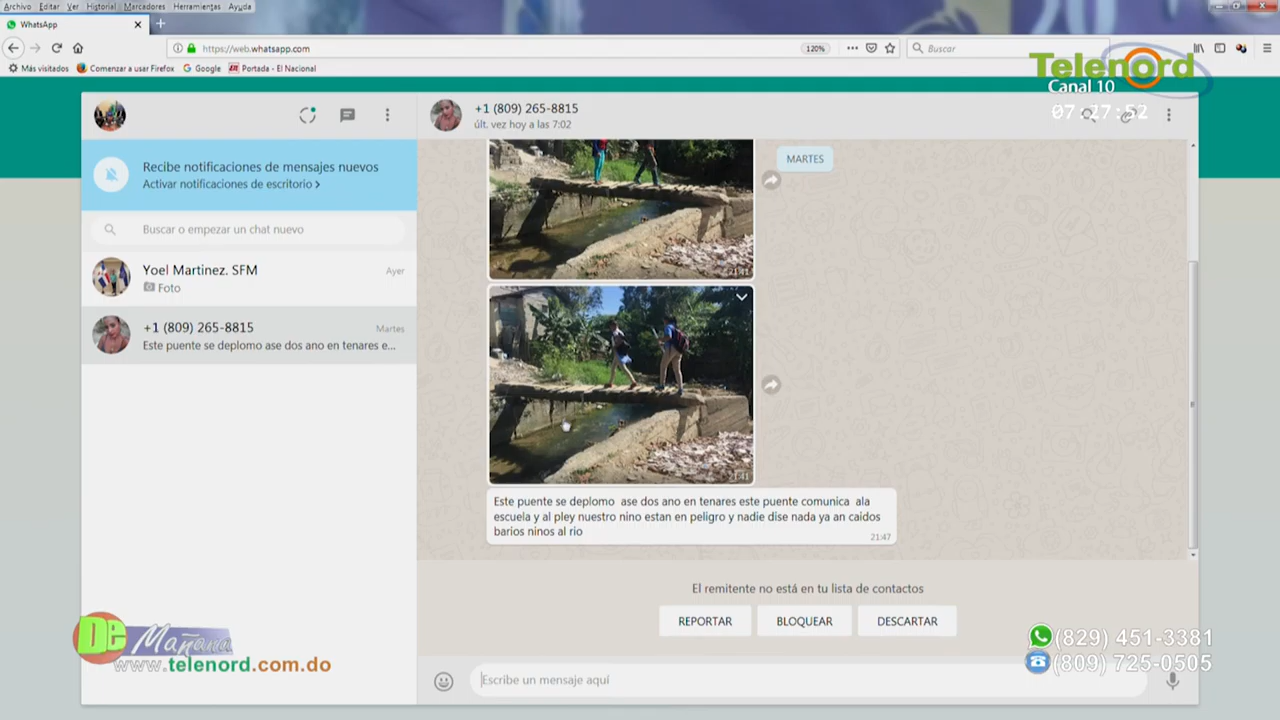 Archivo Editar Ver Historial Marcadores Herramientas Ayuda
WhatsApp
https://web.whatsapp.com
120%
Buscar
Más visitados Comenzar a usar Firefox Google Portada - El Nacional
Telenord
Canal 10
07:27:52
+1 (809) 265-8815
últ. vez hoy a las 7:02
Recibe notificaciones de mensajes nuevos
Activar notificaciones de escritorio >
Buscar o empezar un chat nuevo
Yoel Martinez. SFM
Ayer
Foto
+1 (809) 265-8815
Martes
Este puente se deplomo ase dos ano en tenares e...
MARTES
21:41
21:41
Este puente se deplomo ase dos ano en tenares este puente comunica ala
escuela y al pley nuestro nino estan en peligro y nadie dise nada ya an caidos
barios ninos al rio
21:47
El remitente no está en tu lista de contactos
REPORTAR BLOQUEAR DESCARTAR
Escribe un mensaje aquí
De Mañana
www.telenord.com.do
(829) 451-3381
(809) 725-0505